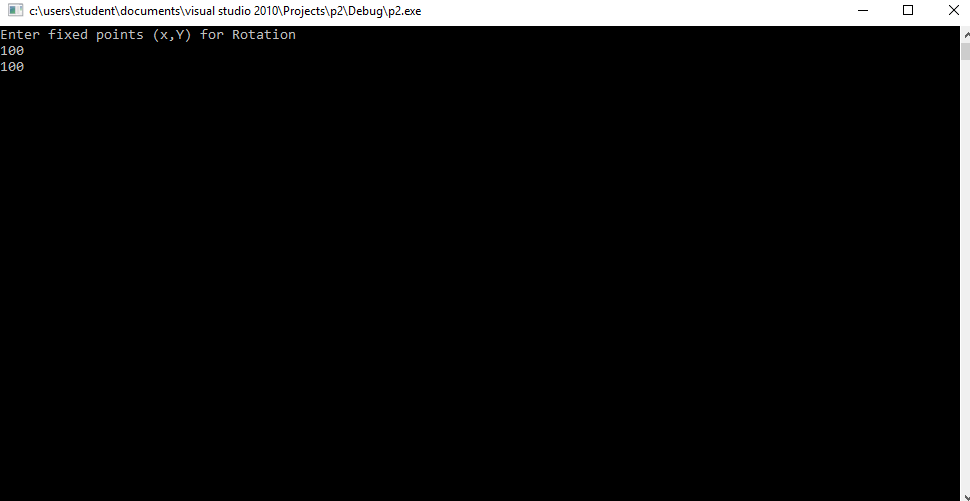 c:\users\student\documents\visual studio 2010\Projects\p2\Debug\p2.exe
Enter fixed points (x,Y) for Rotation
100
100